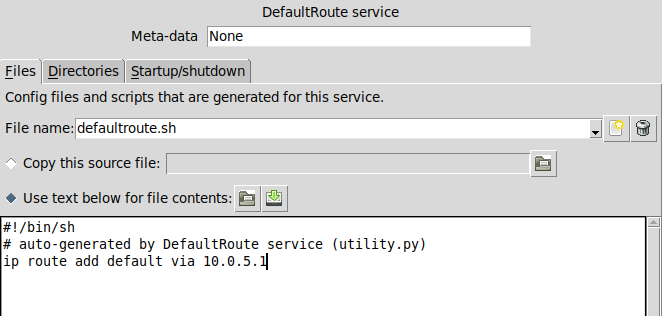 DefaultRoute service
Meta-data None
Files Directories Startup/shutdown
Config files and scripts that are generated for this service.
File name: defaultroute.sh
Copy this source file:
Use text below for file contents:
#!/bin/sh
# auto-generated by DefaultRoute service (utility.py)
ip route add default via 10.0.5.1